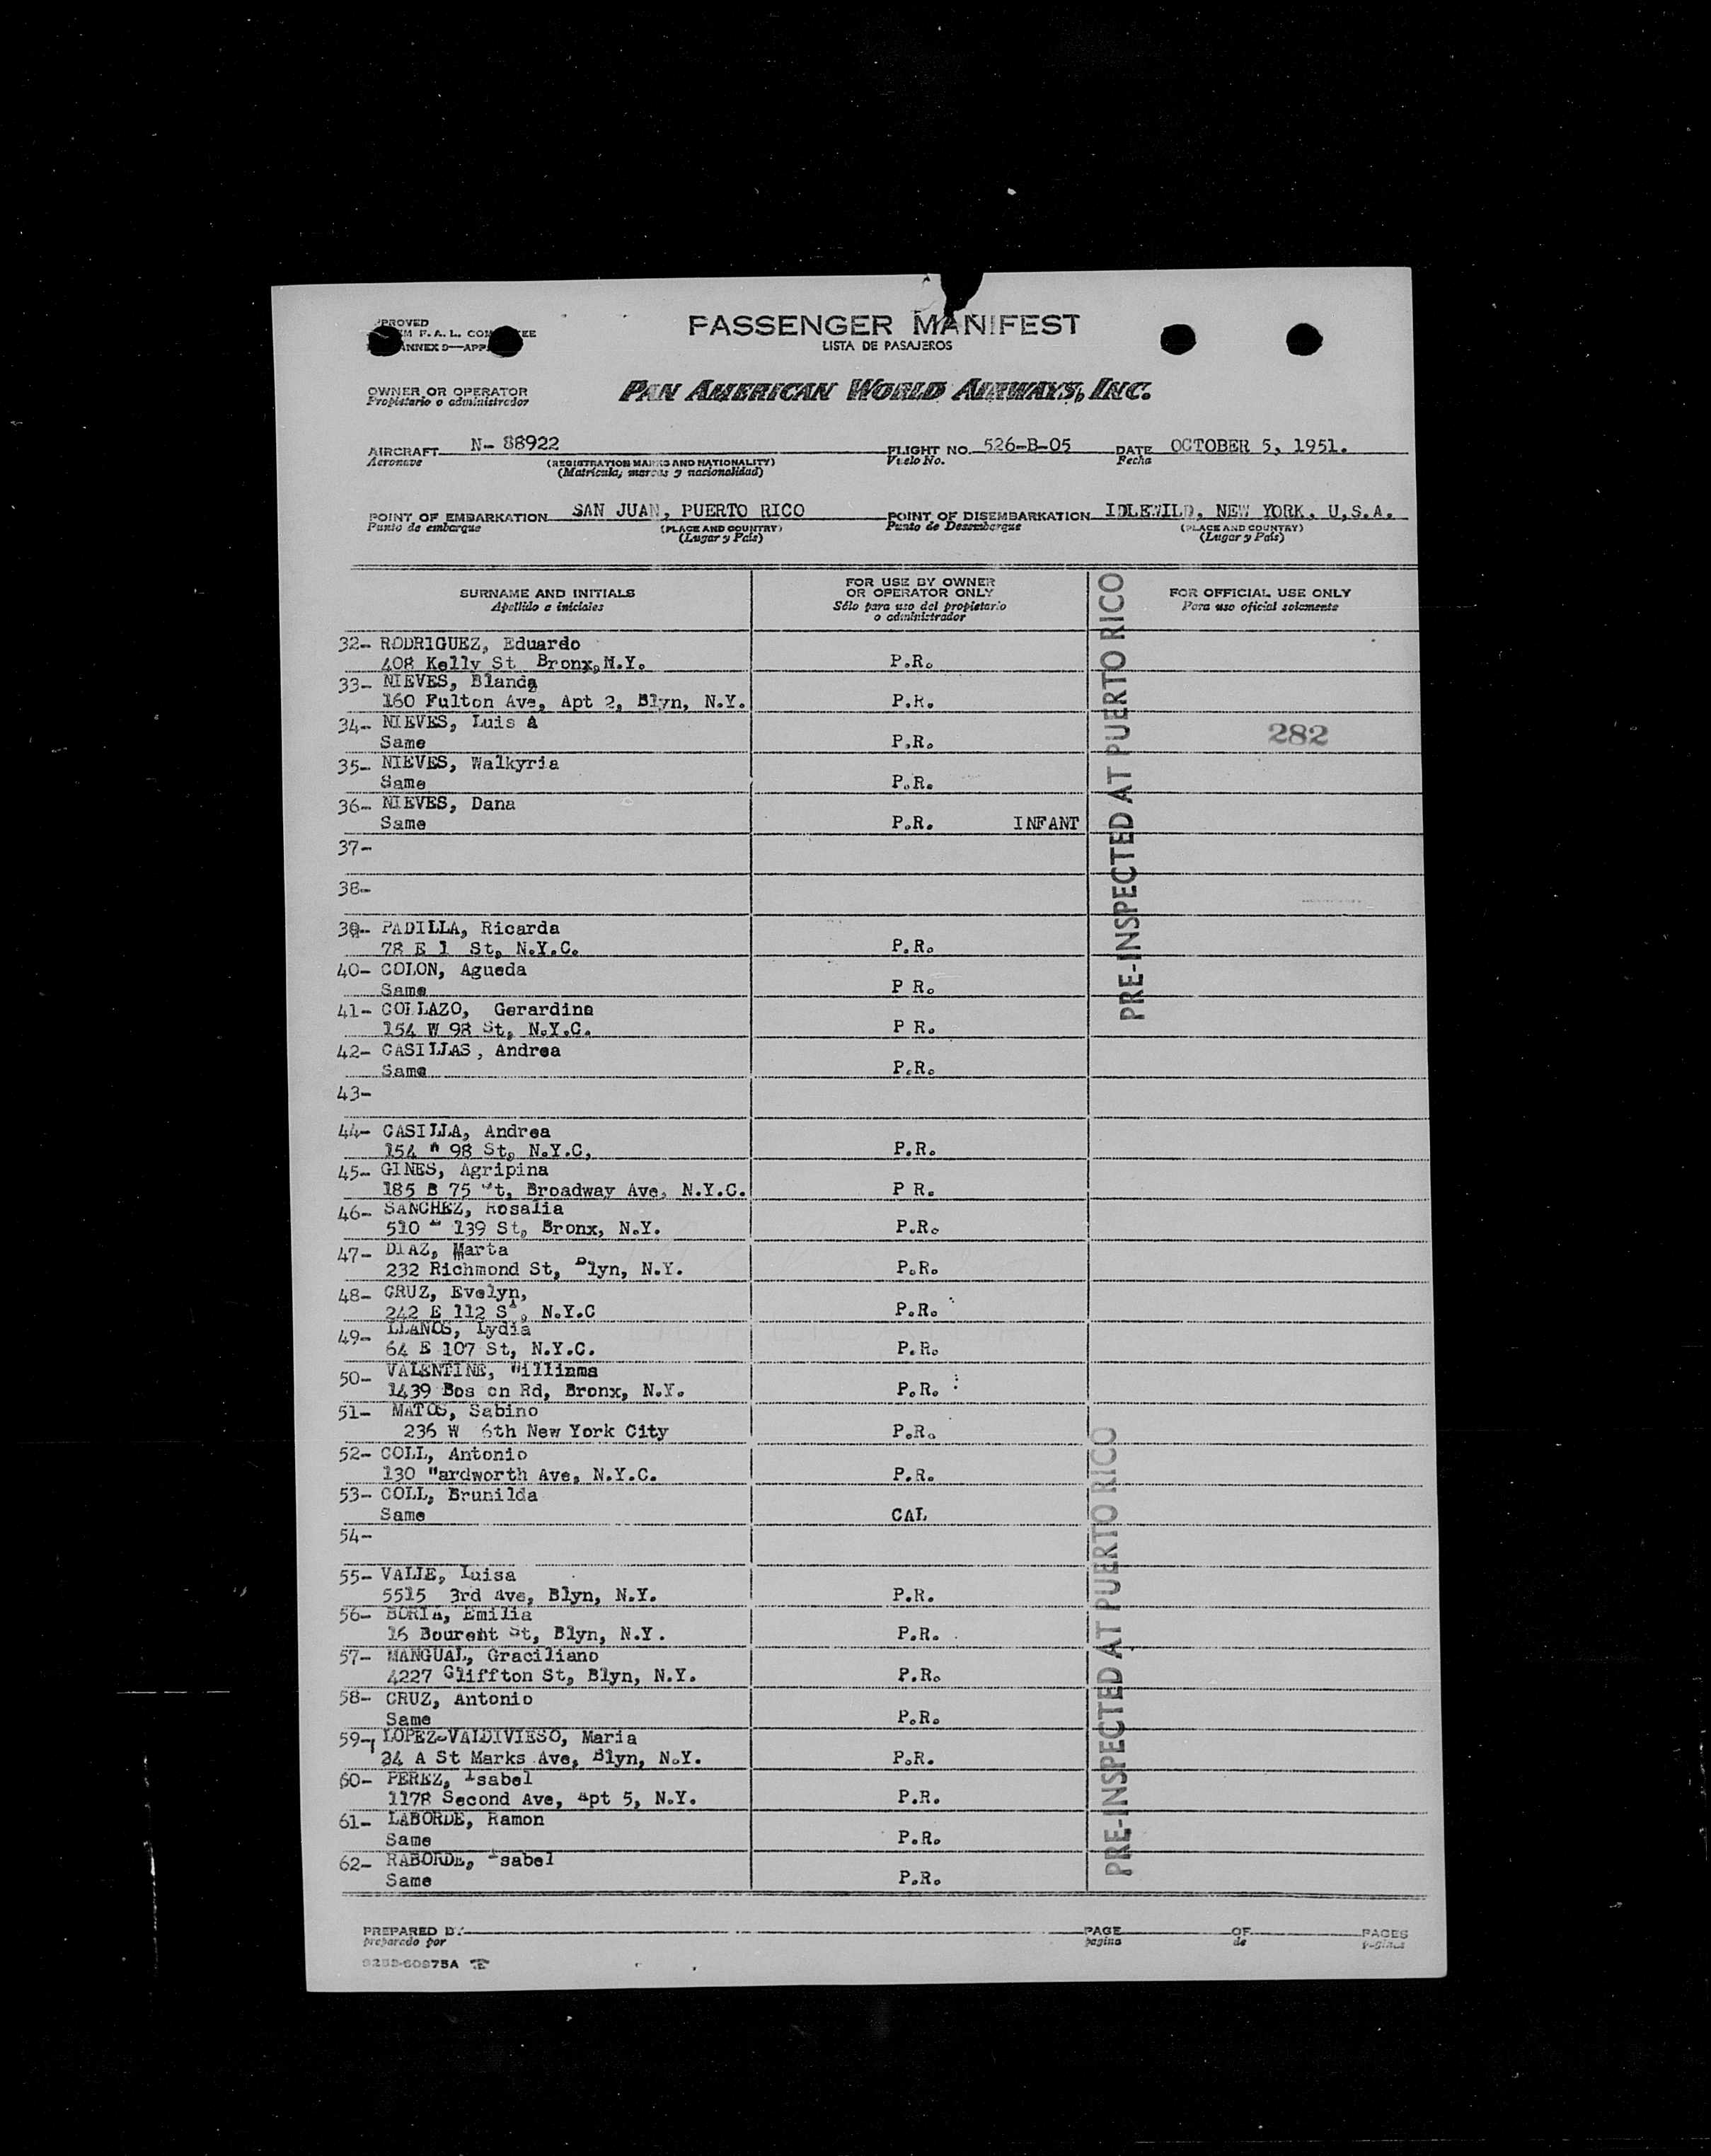 PASSENGER MANIFEST
LISTA DE PASAJEROS
OWNER OR OPERATOR
Propietario o administrador
PAN AMERICAN WORLD AIRWAYS, INC.
AIRCRAFT N- 88922 FLIGHT NO. 526-B-05 DATE OCTOBER 5, 1951.
Aeronave (REGISTRATION MARKS AND NATIONALITY) Vuelo No. Fecha
(Matrícula, marcas y nacionalidad)
POINT OF EMBARKATION SAN JUAN, PUERTO RICO POINT OF DISEMBARKATION IDLEWILD, NEW YORK, U.S.A.
Punto de embarque (PLACE AND COUNTRY) Punto de Desembarque (PLACE AND COUNTRY)
(Lugar y País) (Lugar y País)
SURNAME AND INITIALS FOR USE BY OWNER OR OPERATOR ONLY FOR OFFICIAL USE ONLY
Apellido e iniciales Sólo para uso del propietario o administrador Para uso oficial solamente
32- RODRIGUEZ, Eduardo
408 Kelly St Bronx, N.Y. P.R.
33- NIEVES, Blanda
160 Fulton Ave, Apt 2, Blyn, N.Y. P.R.
34- NIEVES, Luis A
Same P.R.
282
35- NIEVES, Walkyria
Same P.R.
36- NIEVES, Dana
Same P.R. INFANT
37-
38-
39- PADILLA, Ricarda
78 E 1 St, N.Y.C. P.R.
40- COLON, Agueda
Same P R.
41- COLLAZO, Gerardina
154 W 98 St, N.Y.C. P R.
42- CASILLAS, Andrea
Same P.R.
43-
44- CASILLA, Andrea
154 " 98 St, N.Y.C, P.R.
45- GINES, Agripina
185 B 75 St, Broadway Ave, N.Y.C. P R.
46- SANCHEZ, Rosalia
510 139 St, Bronx, N.Y. P.R.
47- DIAZ, Marta
232 Richmond St, Blyn, N.Y. P.R.
48- CRUZ, Evelyn,
242 E 112 St, N.Y.C P.R.
49- LLANOS, Lydia
64 E 107 St, N.Y.C. P.R.
50- VALENTINE, Willinms
1439 Bos on Rd, Bronx, N.Y. P.R.
51- MATOS, Sabino
236 W 6th New York City P.R.
52- COLL, Antonio
130 "ardworth Ave, N.Y.C. P.R.
53- COLL, Brunilda
Same CAL
54-
55- VALLE, Luisa
5515 3rd Ave, Blyn, N.Y. P.R.
56- BORIA, Emilia
16 Bourent St, Blyn, N.Y. P.R.
57- MANGUAL, Graciliano
4227 Gliffton St, Blyn, N.Y. P.R.
58- CRUZ, Antonio
Same P.R.
59- LOPEZ-VALDIVIESO, Maria
34 A St Marks Ave, Blyn, N.Y. P.R.
60- PEREZ, Isabel
1178 Second Ave, Apt 5, N.Y. P.R.
61- LABORDE, Ramon
Same P.R.
62- RABORDE, Isabel
Same P.R.
PRE-INSPECTED AT PUERTO RICO
PRE-INSPECTED AT PUERTO RICO
PREPARED BY PAGE OF PAGES
preparado por pagina de paginas